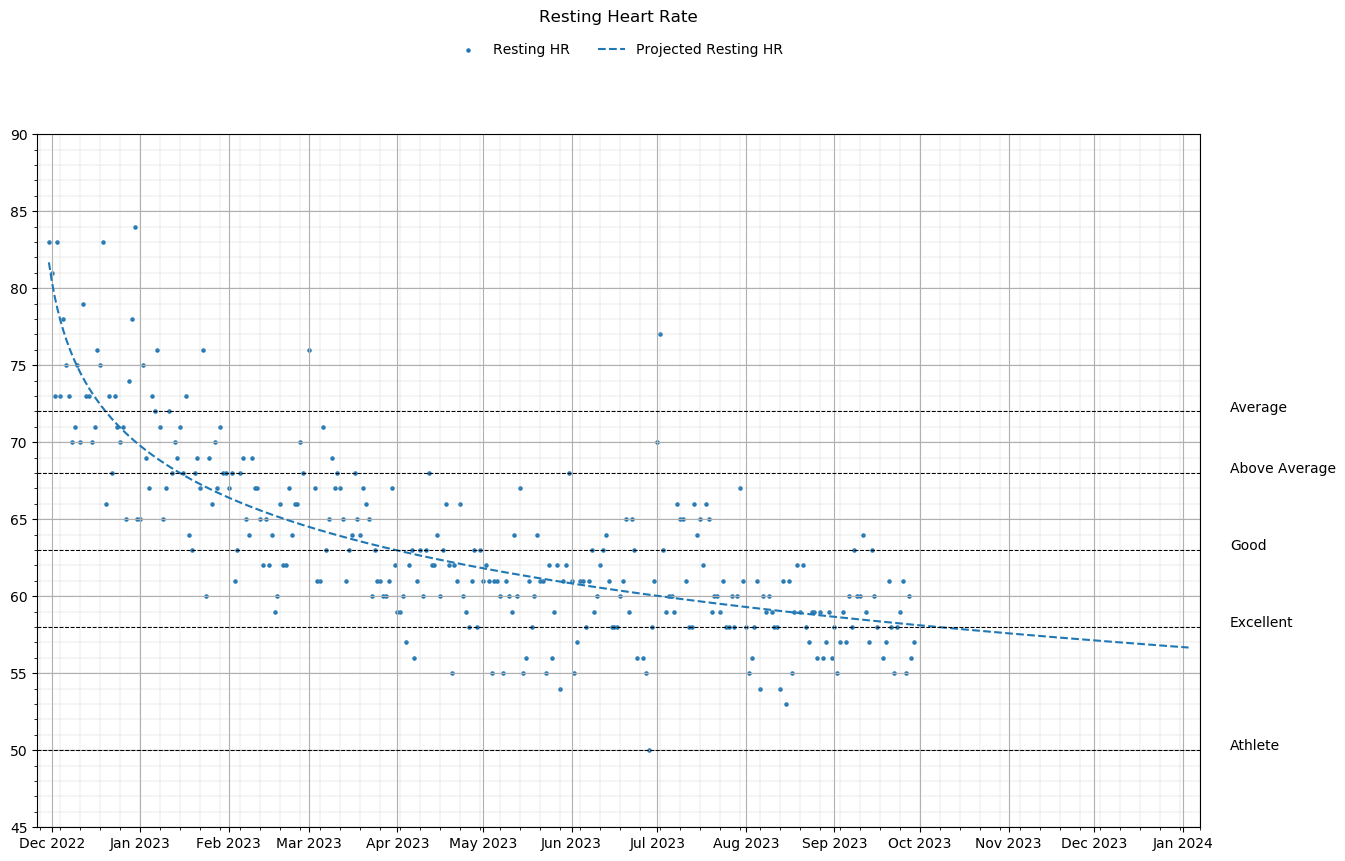 Resting Heart Rate
Resting HR
Projected Resting HR
90
85
80
75
70
65
60
55
50
45
Average
Above Average
Good
Excellent
Athlete
Dec 2022 Jan 2023 Feb 2023 Mar 2023 Apr 2023 May 2023 Jun 2023 Jul 2023 Aug 2023 Sep 2023 Oct 2023 Nov 2023 Dec 2023 Jan 2024